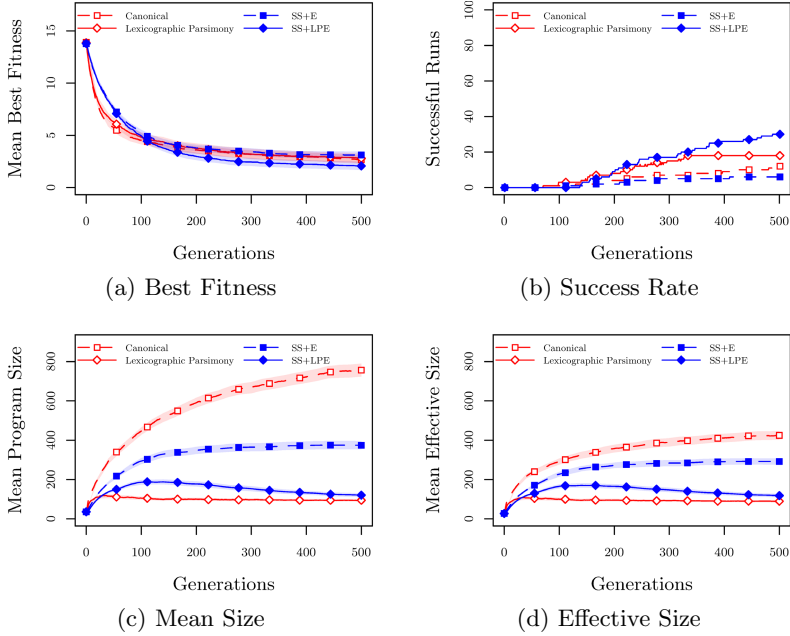 Canonical
Lexicographic Parsimony
SS+E
SS+LPE
Mean Best Fitness
15
10
5
0
0 100 200 300 400 500
Generations
(a) Best Fitness
Canonical
Lexicographic Parsimony
SS+E
SS+LPE
Successful Runs
100
80
60
40
20
0
0 100 200 300 400 500
Generations
(b) Success Rate
Canonical
Lexicographic Parsimony
SS+E
SS+LPE
Mean Program Size
800
600
400
200
0
0 100 200 300 400 500
Generations
(c) Mean Size
Canonical
Lexicographic Parsimony
SS+E
SS+LPE
Mean Effective Size
800
600
400
200
0
0 100 200 300 400 500
Generations
(d) Effective Size